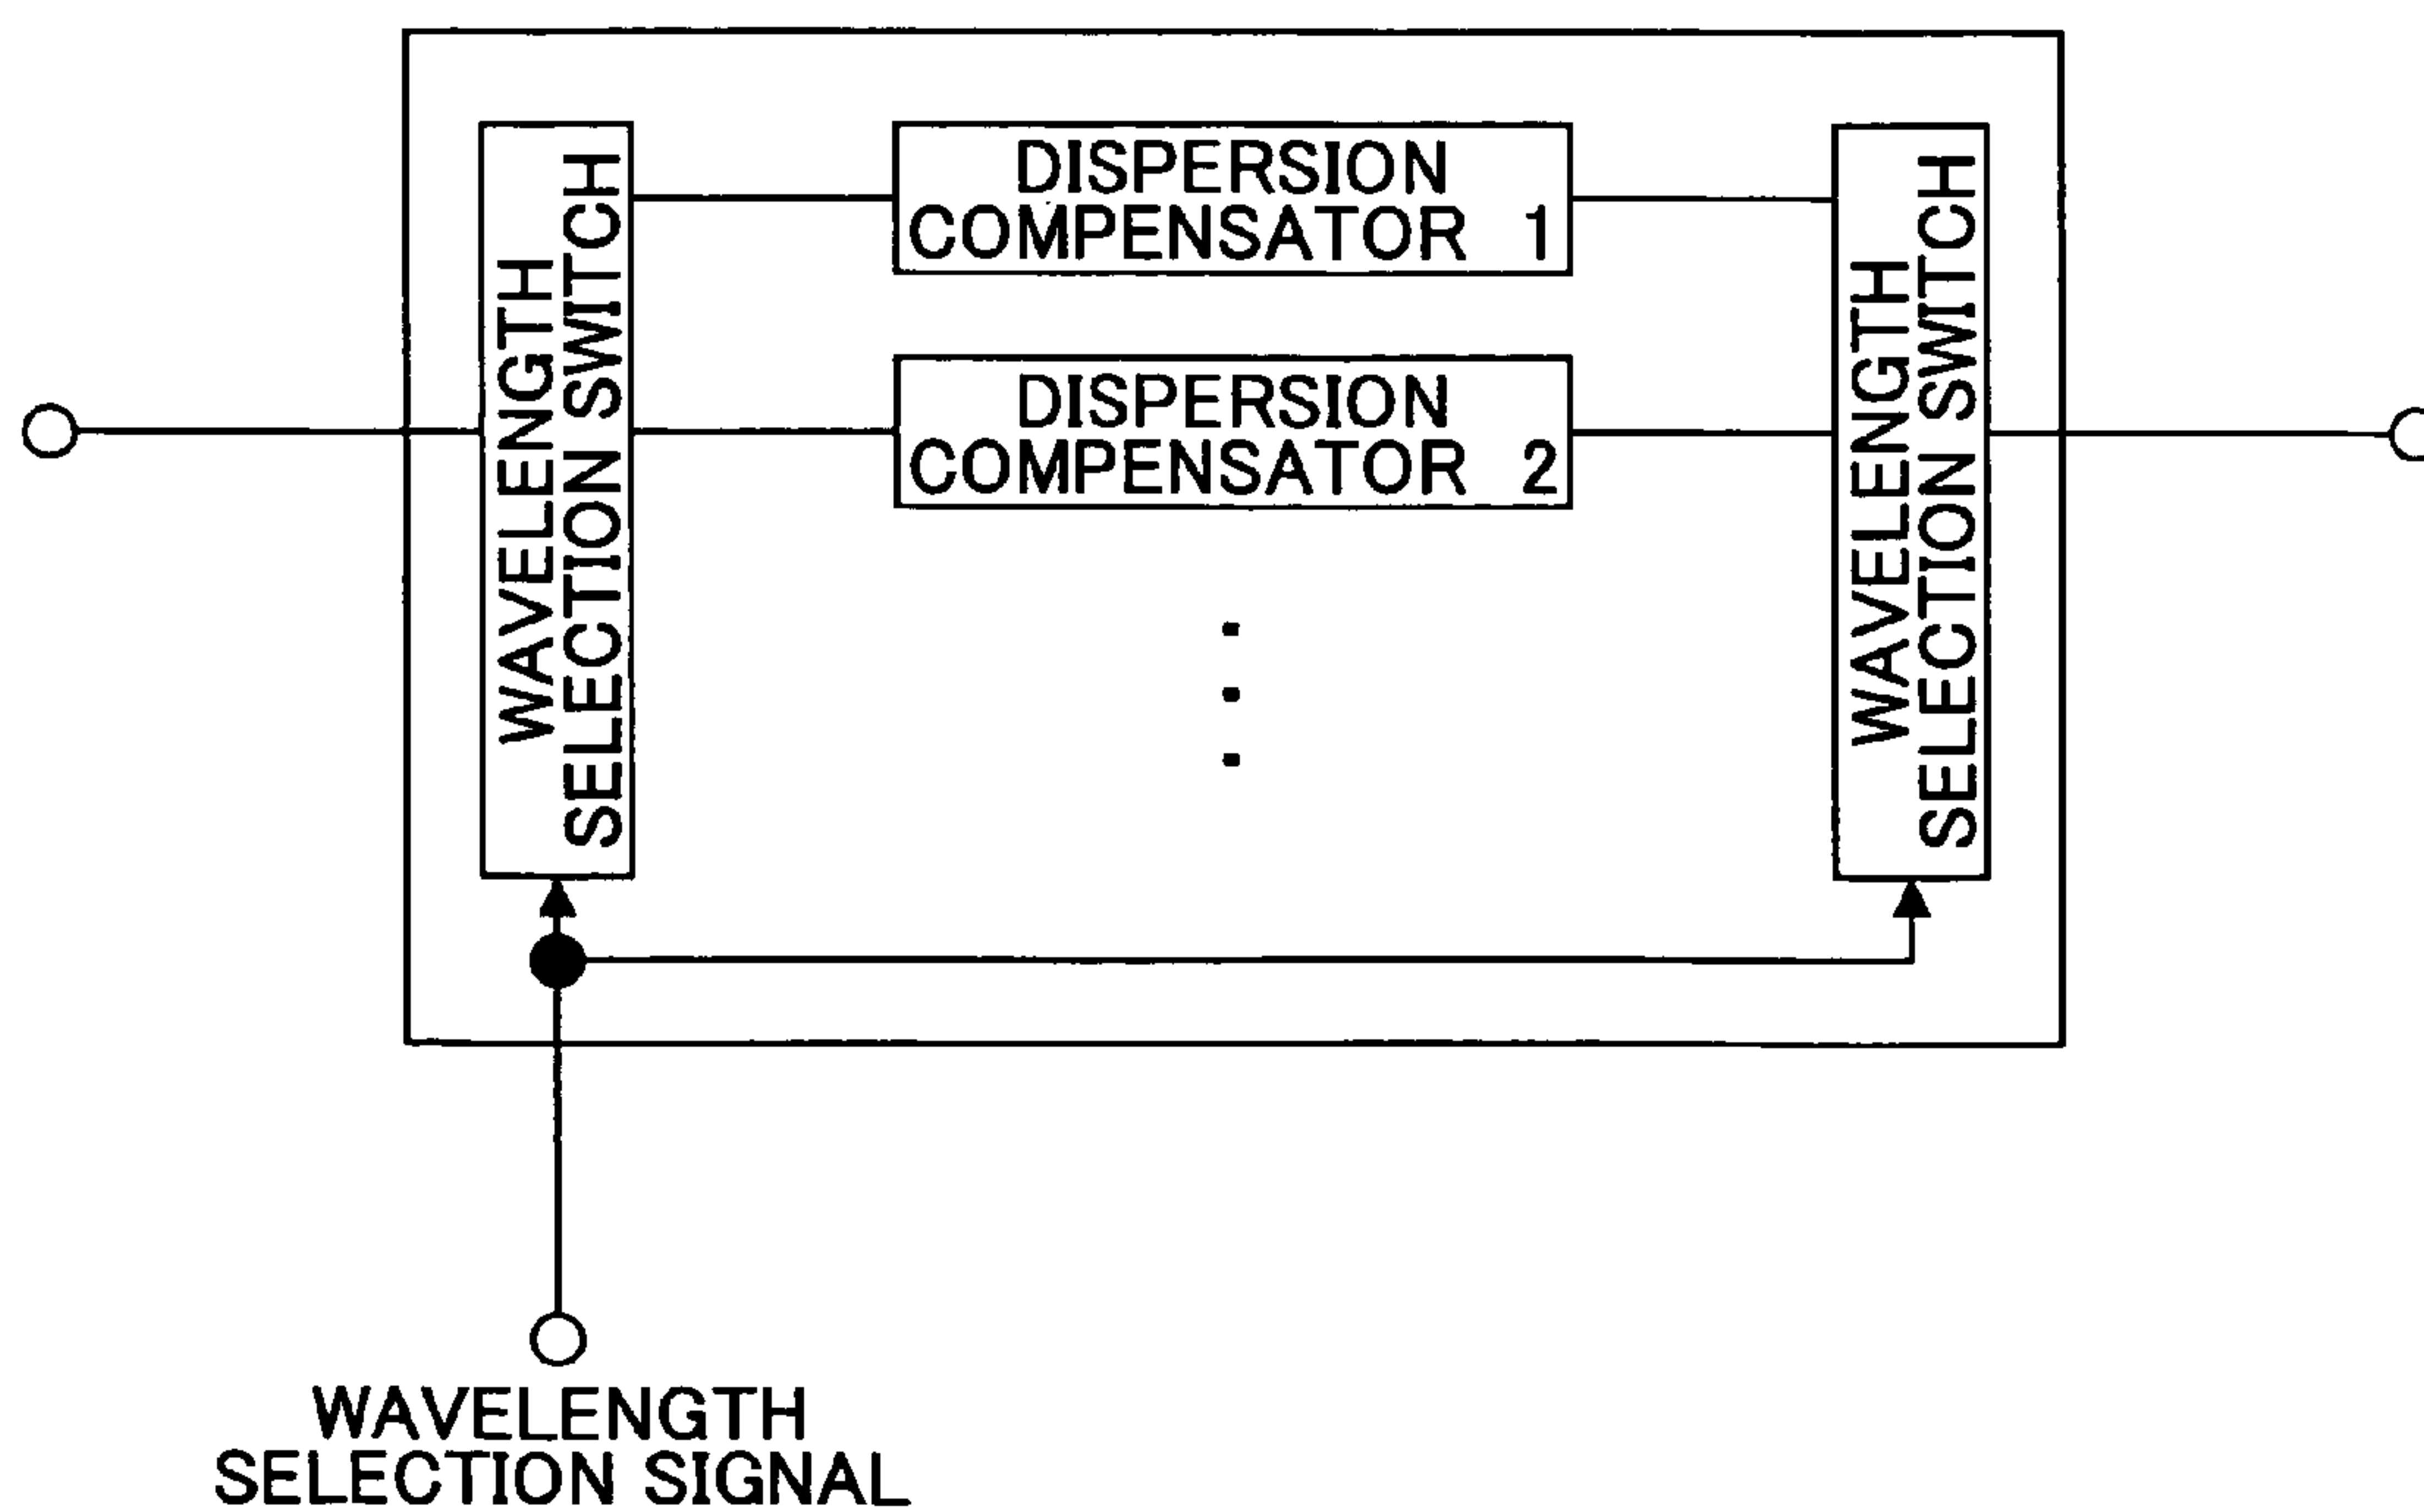 WAVELENGTH
SELECTION SWITCH
DISPERSION
COMPENSATOR 1
DISPERSION
COMPENSATOR 2
WAVELENGTH
SELECTION SWITCH
WAVELENGTH
SELECTION SIGNAL